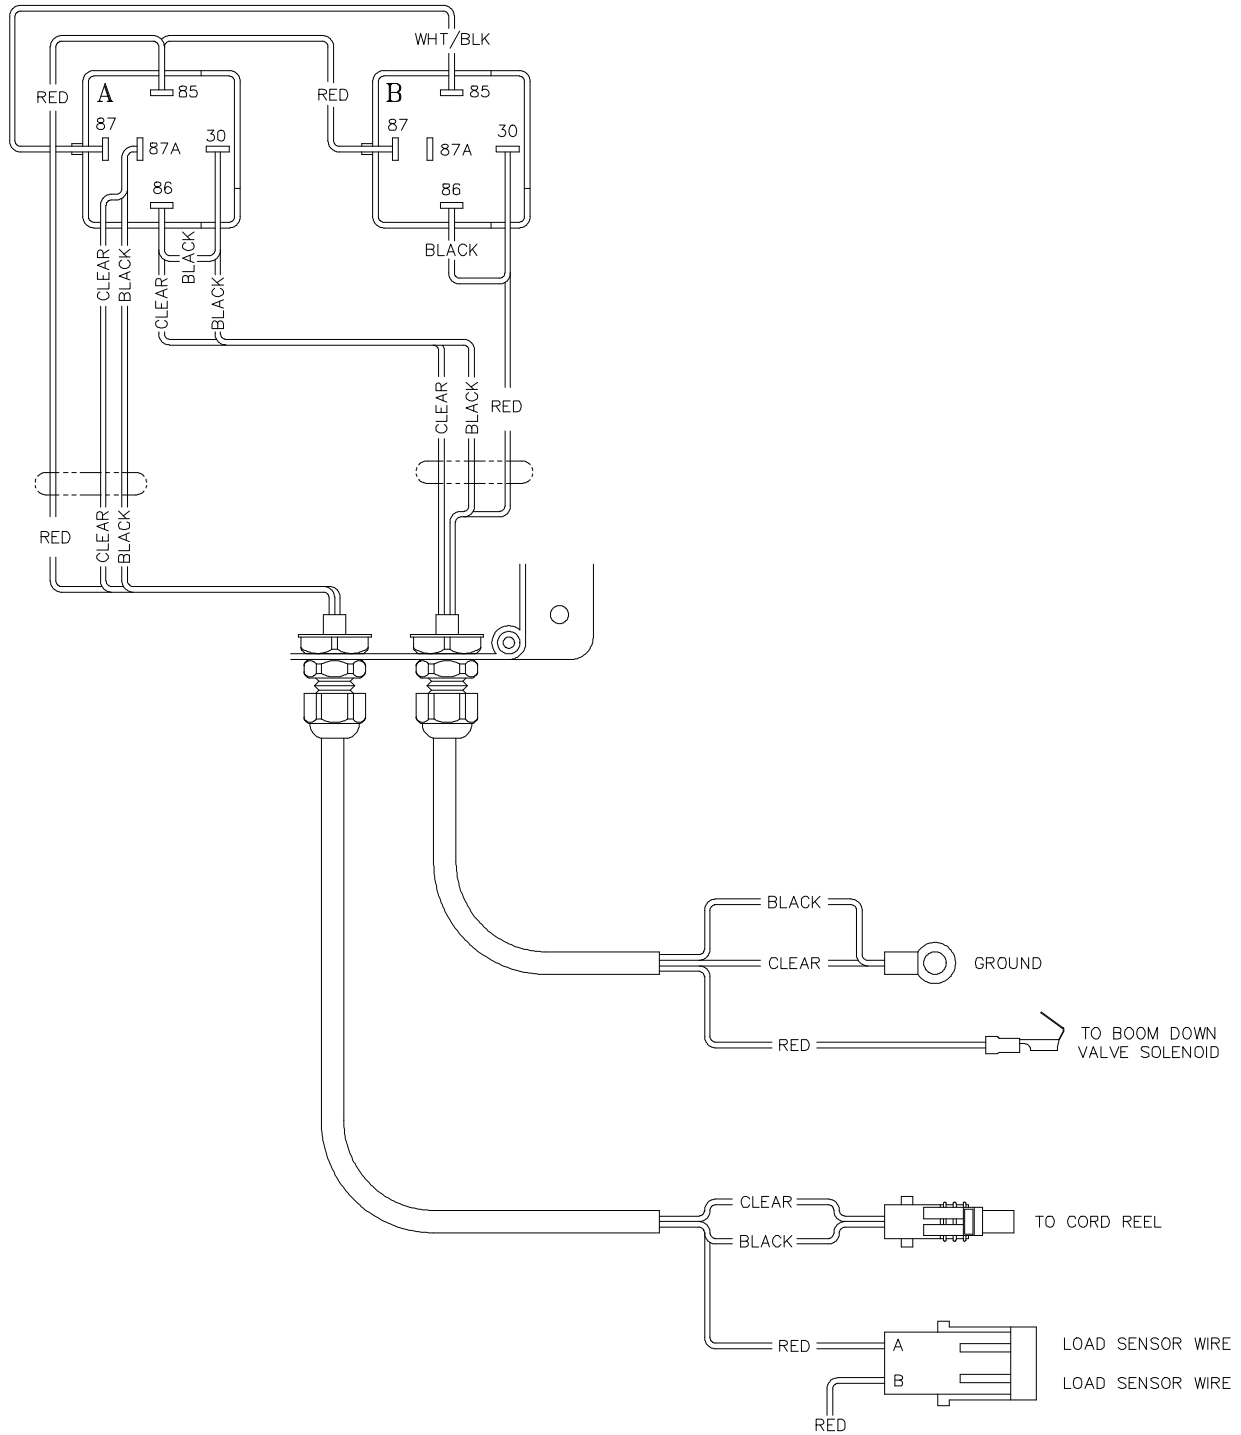 WHT/BLK
RED
A
85
RED
B
85
87
87A
30
87
87A
30
86
86
CLEAR
BLACK
BLACK
BLACK
CLEAR
BLACK
CLEAR
BLACK
RED
RED
CLEAR
BLACK
BLACK
CLEAR
GROUND
RED
TO BOOM DOWN
VALVE SOLENOID
CLEAR
TO CORD REEL
BLACK
RED
A
LOAD SENSOR WIRE
B
LOAD SENSOR WIRE
RED